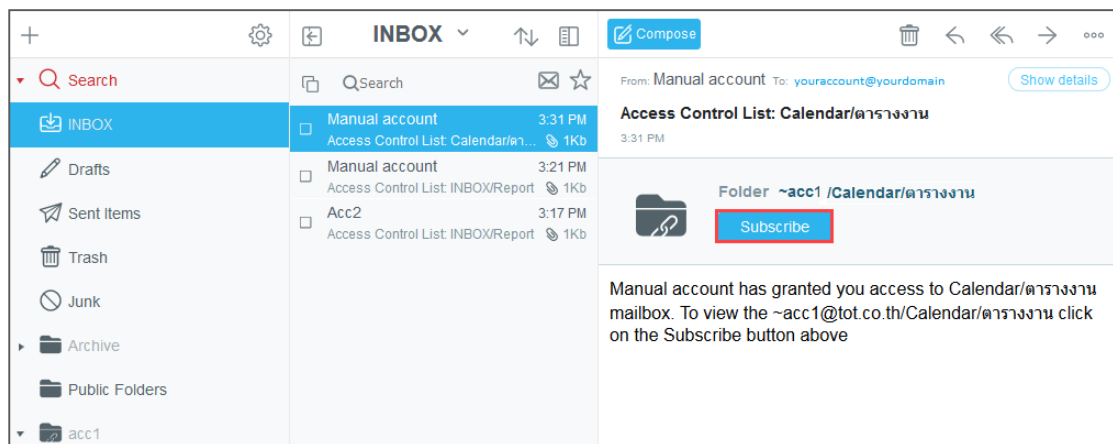 INBOX
Compose
Search
INBOX
Drafts
Sent Items
Trash
Junk
Archive
Public Folders
acc1
Search
Manual account 3:31 PM
Access Control List: Calendar/ตา... 1Kb
Manual account 3:21 PM
Access Control List: INBOX/Report 1Kb
Acc2 3:17 PM
Access Control List: INBOX/Report 1Kb
From: Manual account To: youraccount@yourdomain Show details
Access Control List: Calendar/ตารางงาน
3:31 PM
Folder ~acc1 /Calendar/ตารางงาน
Subscribe
Manual account has granted you access to Calendar/ตารางงาน
mailbox. To view the ~acc1@tot.co.th/Calendar/ตารางงาน click
on the Subscribe button above